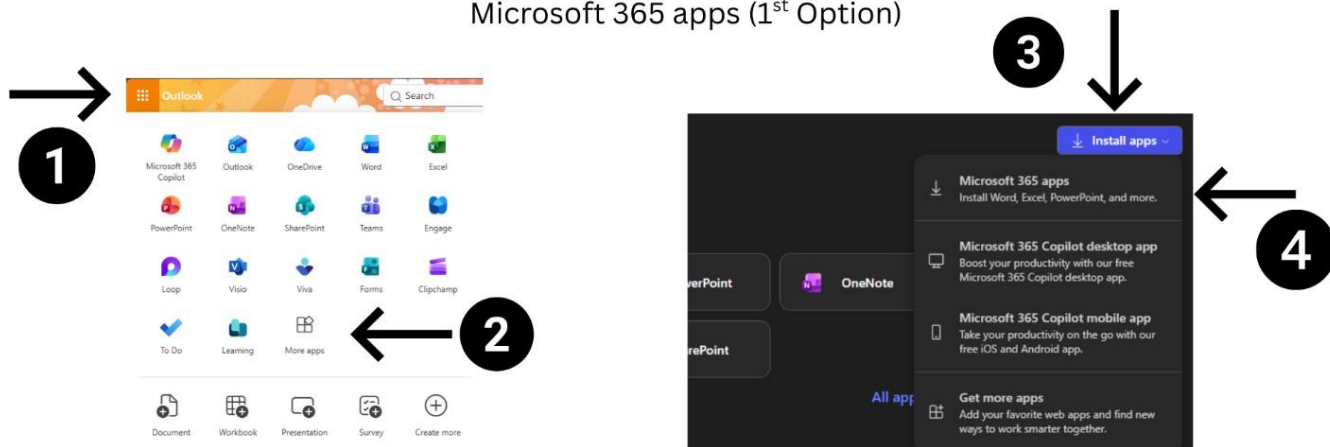 Microsoft 365 apps (1st Option)
1
Outlook
Search
Microsoft 365
Copilot
Outlook
OneDrive
Word
Excel
PowerPoint
OneNote
SharePoint
Teams
Engage
Loop
Visio
Viva
Forms
Clipchamp
To Do
Learning
More apps
2
Document
Workbook
Presentation
Survey
Create more
3
Install apps
4
Microsoft 365 apps
Install Word, Excel, PowerPoint, and more.
Microsoft 365 Copilot desktop app
Boost your productivity with our free
Microsoft 365 Copilot desktop app.
Microsoft 365 Copilot mobile app
Take your productivity on the go with our
free iOS and Android app.
Get more apps
Add your favorite web apps and find new
ways to work smarter together.
verPoint
OneNote
rePoint
All app